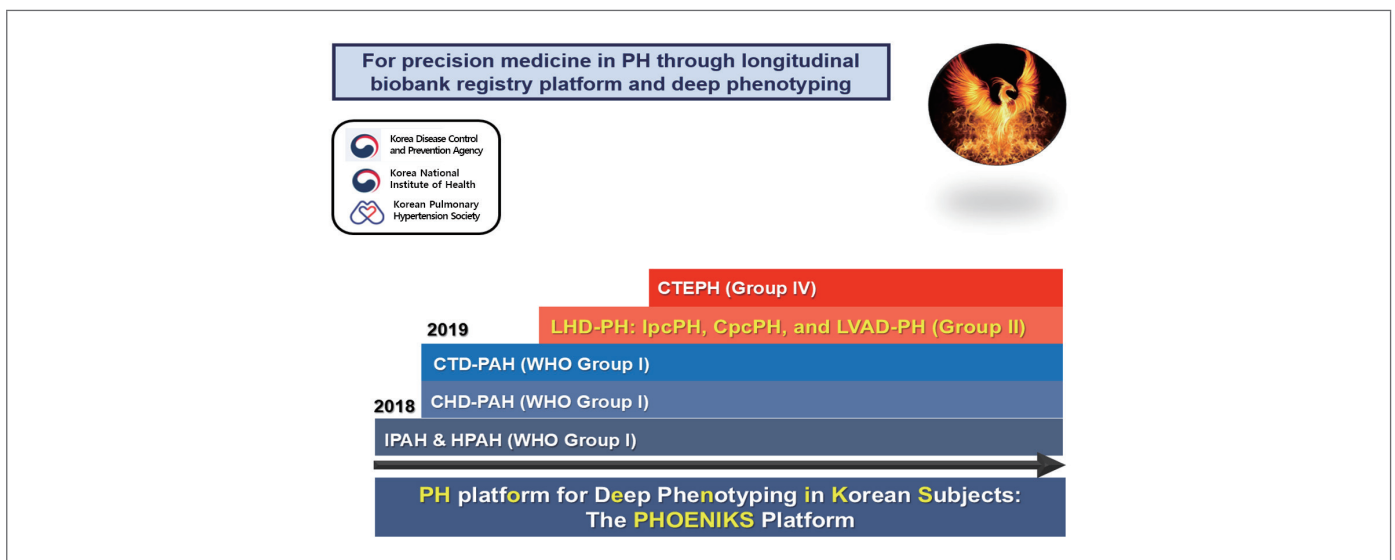 For precision medicine in PH through longitudinal
biobank registry platform and deep phenotyping
Korea Disease Control
and Prevention Agency
Korea National
Institute of Health
Korean Pulmonary
Hypertension Society
CTEPH (Group IV)
2019
LHD-PH: IpcPH, CpcPH, and LVAD-PH (Group II)
CTD-PAH (WHO Group I)
2018
CHD-PAH (WHO Group I)
IPAH & HPAH (WHO Group I)
PH platform for Deep Phenotyping in Korean Subjects:
The PHOENIKS Platform